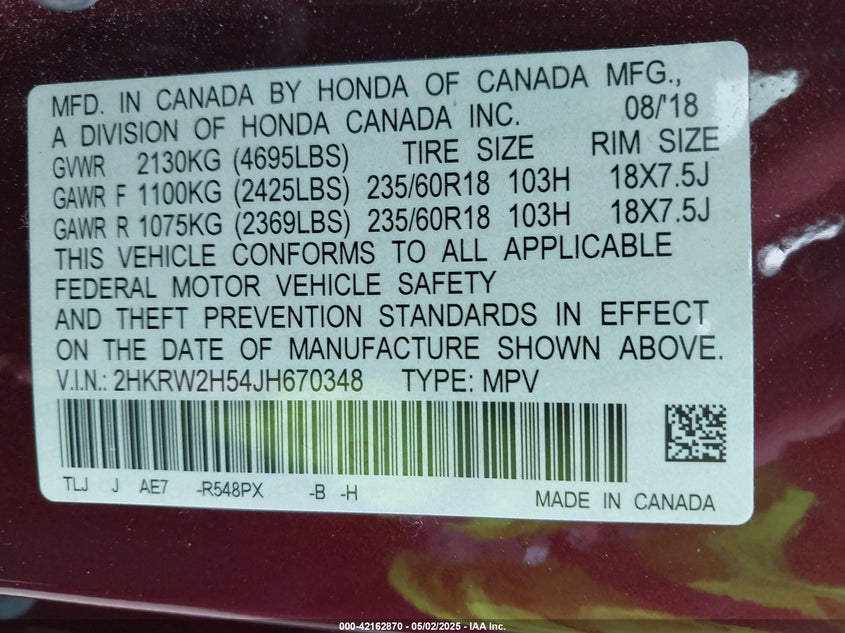 MFD. IN CANADA BY HONDA OF CANADA MFG.,
A DIVISION OF HONDA CANADA INC. 08/'18
GVWR 2130KG (4695LBS) TIRE SIZE RIM SIZE
GAWR F 1100KG (2425LBS) 235/60R18 103H 18X7.5J
GAWR R 1075KG (2369LBS) 235/60R18 103H 18X7.5J
THIS VEHICLE CONFORMS TO ALL APPLICABLE
FEDERAL MOTOR VEHICLE SAFETY
AND THEFT PREVENTION STANDARDS IN EFFECT
ON THE DATE OF MANUFACTURE SHOWN ABOVE.
V.I.N.: 2HKRW2H54JH670348 TYPE: MPV
TLJ J AE7 -R548PX -B -H MADE IN CANADA
000-42162870 - 05/02/2025 - IAA Inc.